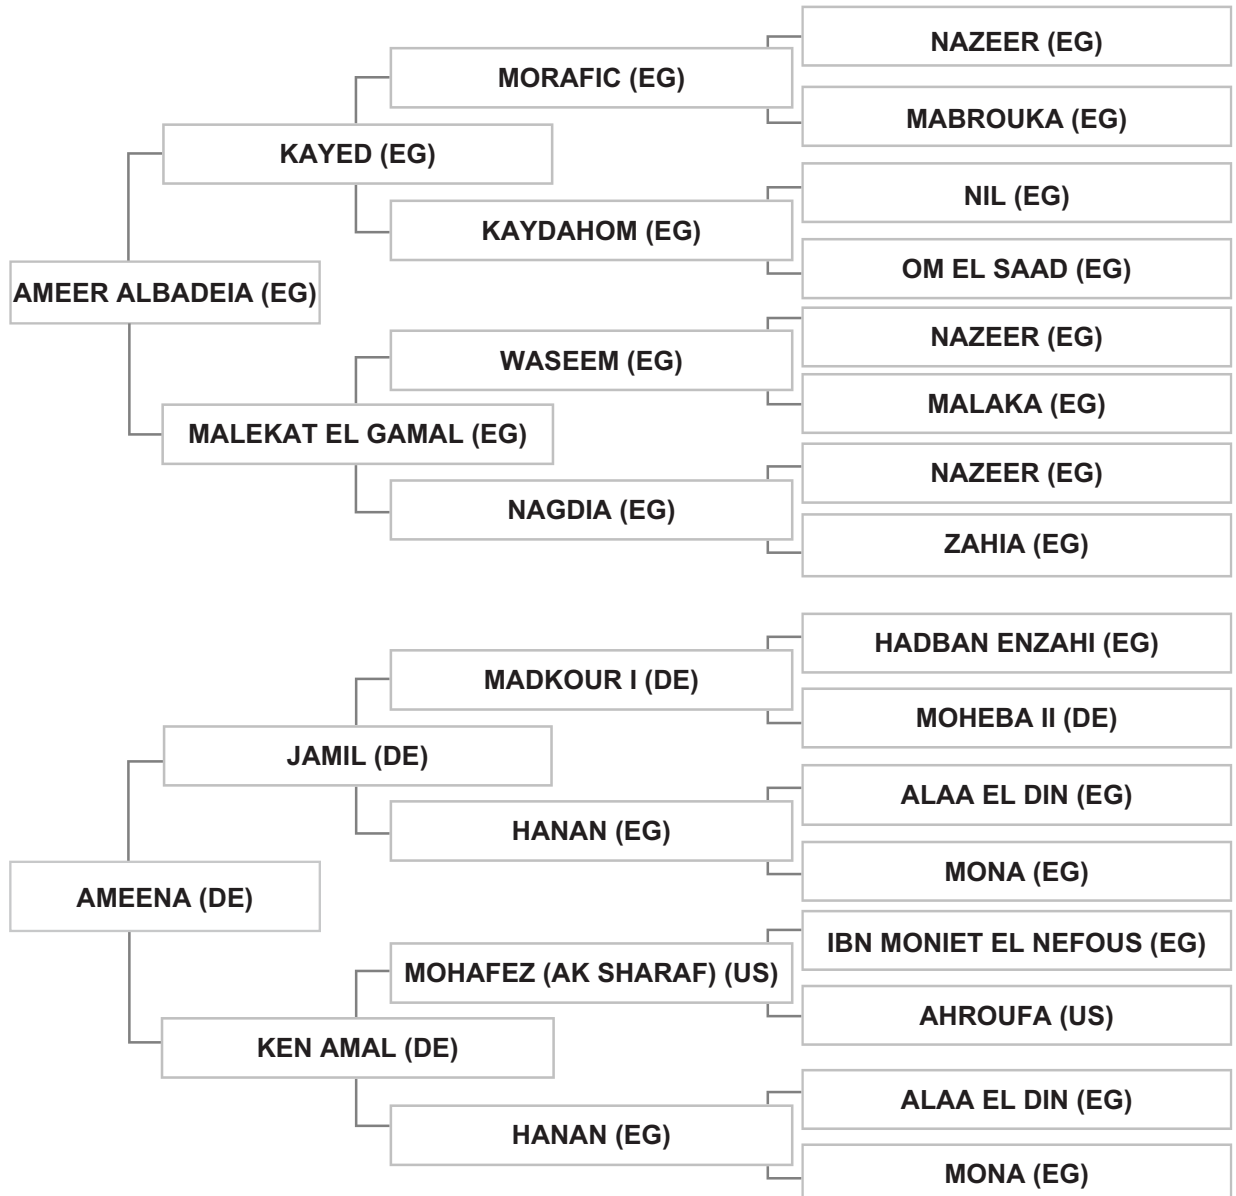 NAZEER (EG)
MORAFIC (EG)
MABROUKA (EG)
KAYED (EG)
NIL (EG)
KAYDAHOM (EG)
OM EL SAAD (EG)
AMEER ALBADEIA (EG)
NAZEER (EG)
WASEEM (EG)
MALAKA (EG)
MALEKAT EL GAMAL (EG)
NAZEER (EG)
NAGDIA (EG)
ZAHIA (EG)
HADBAN ENZAHI (EG)
MADKOUR I (DE)
MOHEBA II (DE)
JAMIL (DE)
ALAA EL DIN (EG)
HANAN (EG)
MONA (EG)
AMEENA (DE)
IBN MONIET EL NEFOUS (EG)
MOHAFEZ (AK SHARAF) (US)
AHROUFA (US)
KEN AMAL (DE)
ALAA EL DIN (EG)
HANAN (EG)
MONA (EG)